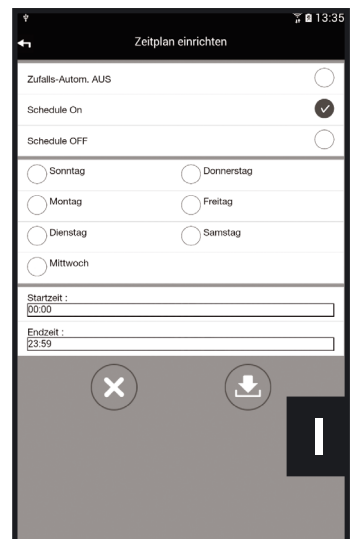 13:35
Zeitplan einrichten
Zufalls-Autom. AUS
Schedule On
Schedule OFF
Sonntag Donnerstag
Montag Freitag
Dienstag Samstag
Mittwoch
Startzeit :
00:00
Endzeit :
23:59